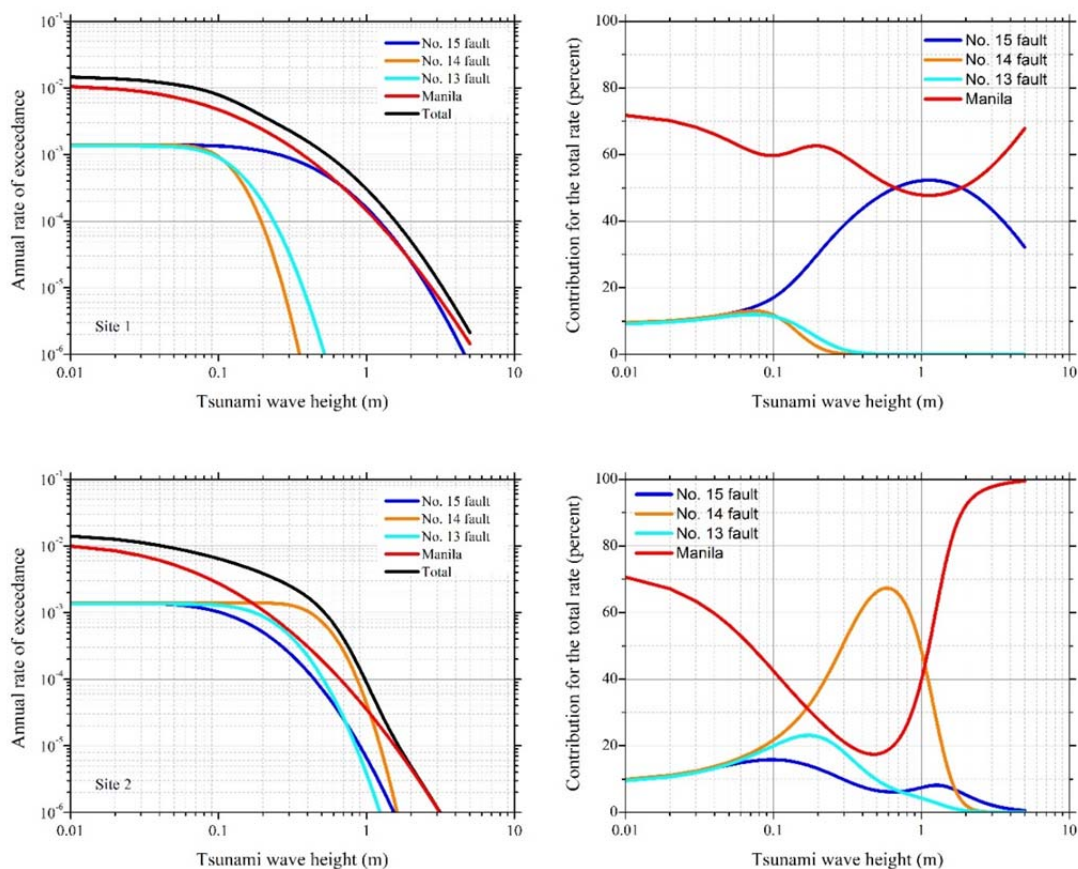 10⁻¹
10⁻²
10⁻³
10⁻⁴
10⁻⁵
10⁻⁶
Annual rate of exceedance
No. 15 fault
No. 14 fault
No. 13 fault
Manila
Total
Site 1
0.01 0.1 1 10
Tsunami wave height (m)
100
80
60
40
20
0
Contribution for the total rate (percent)
No. 15 fault
No. 14 fault
No. 13 fault
Manila
0.01 0.1 1 10
Tsunami wave height (m)
10⁻¹
10⁻²
10⁻³
10⁻⁴
10⁻⁵
10⁻⁶
Annual rate of exceedance
No. 15 fault
No. 14 fault
No. 13 fault
Manila
Total
Site 2
0.01 0.1 1 10
Tsunami wave height (m)
100
80
60
40
20
0
Contribution for the total rate (percent)
No. 15 fault
No. 14 fault
No. 13 fault
Manila
0.01 0.1 1 10
Tsunami wave height (m)